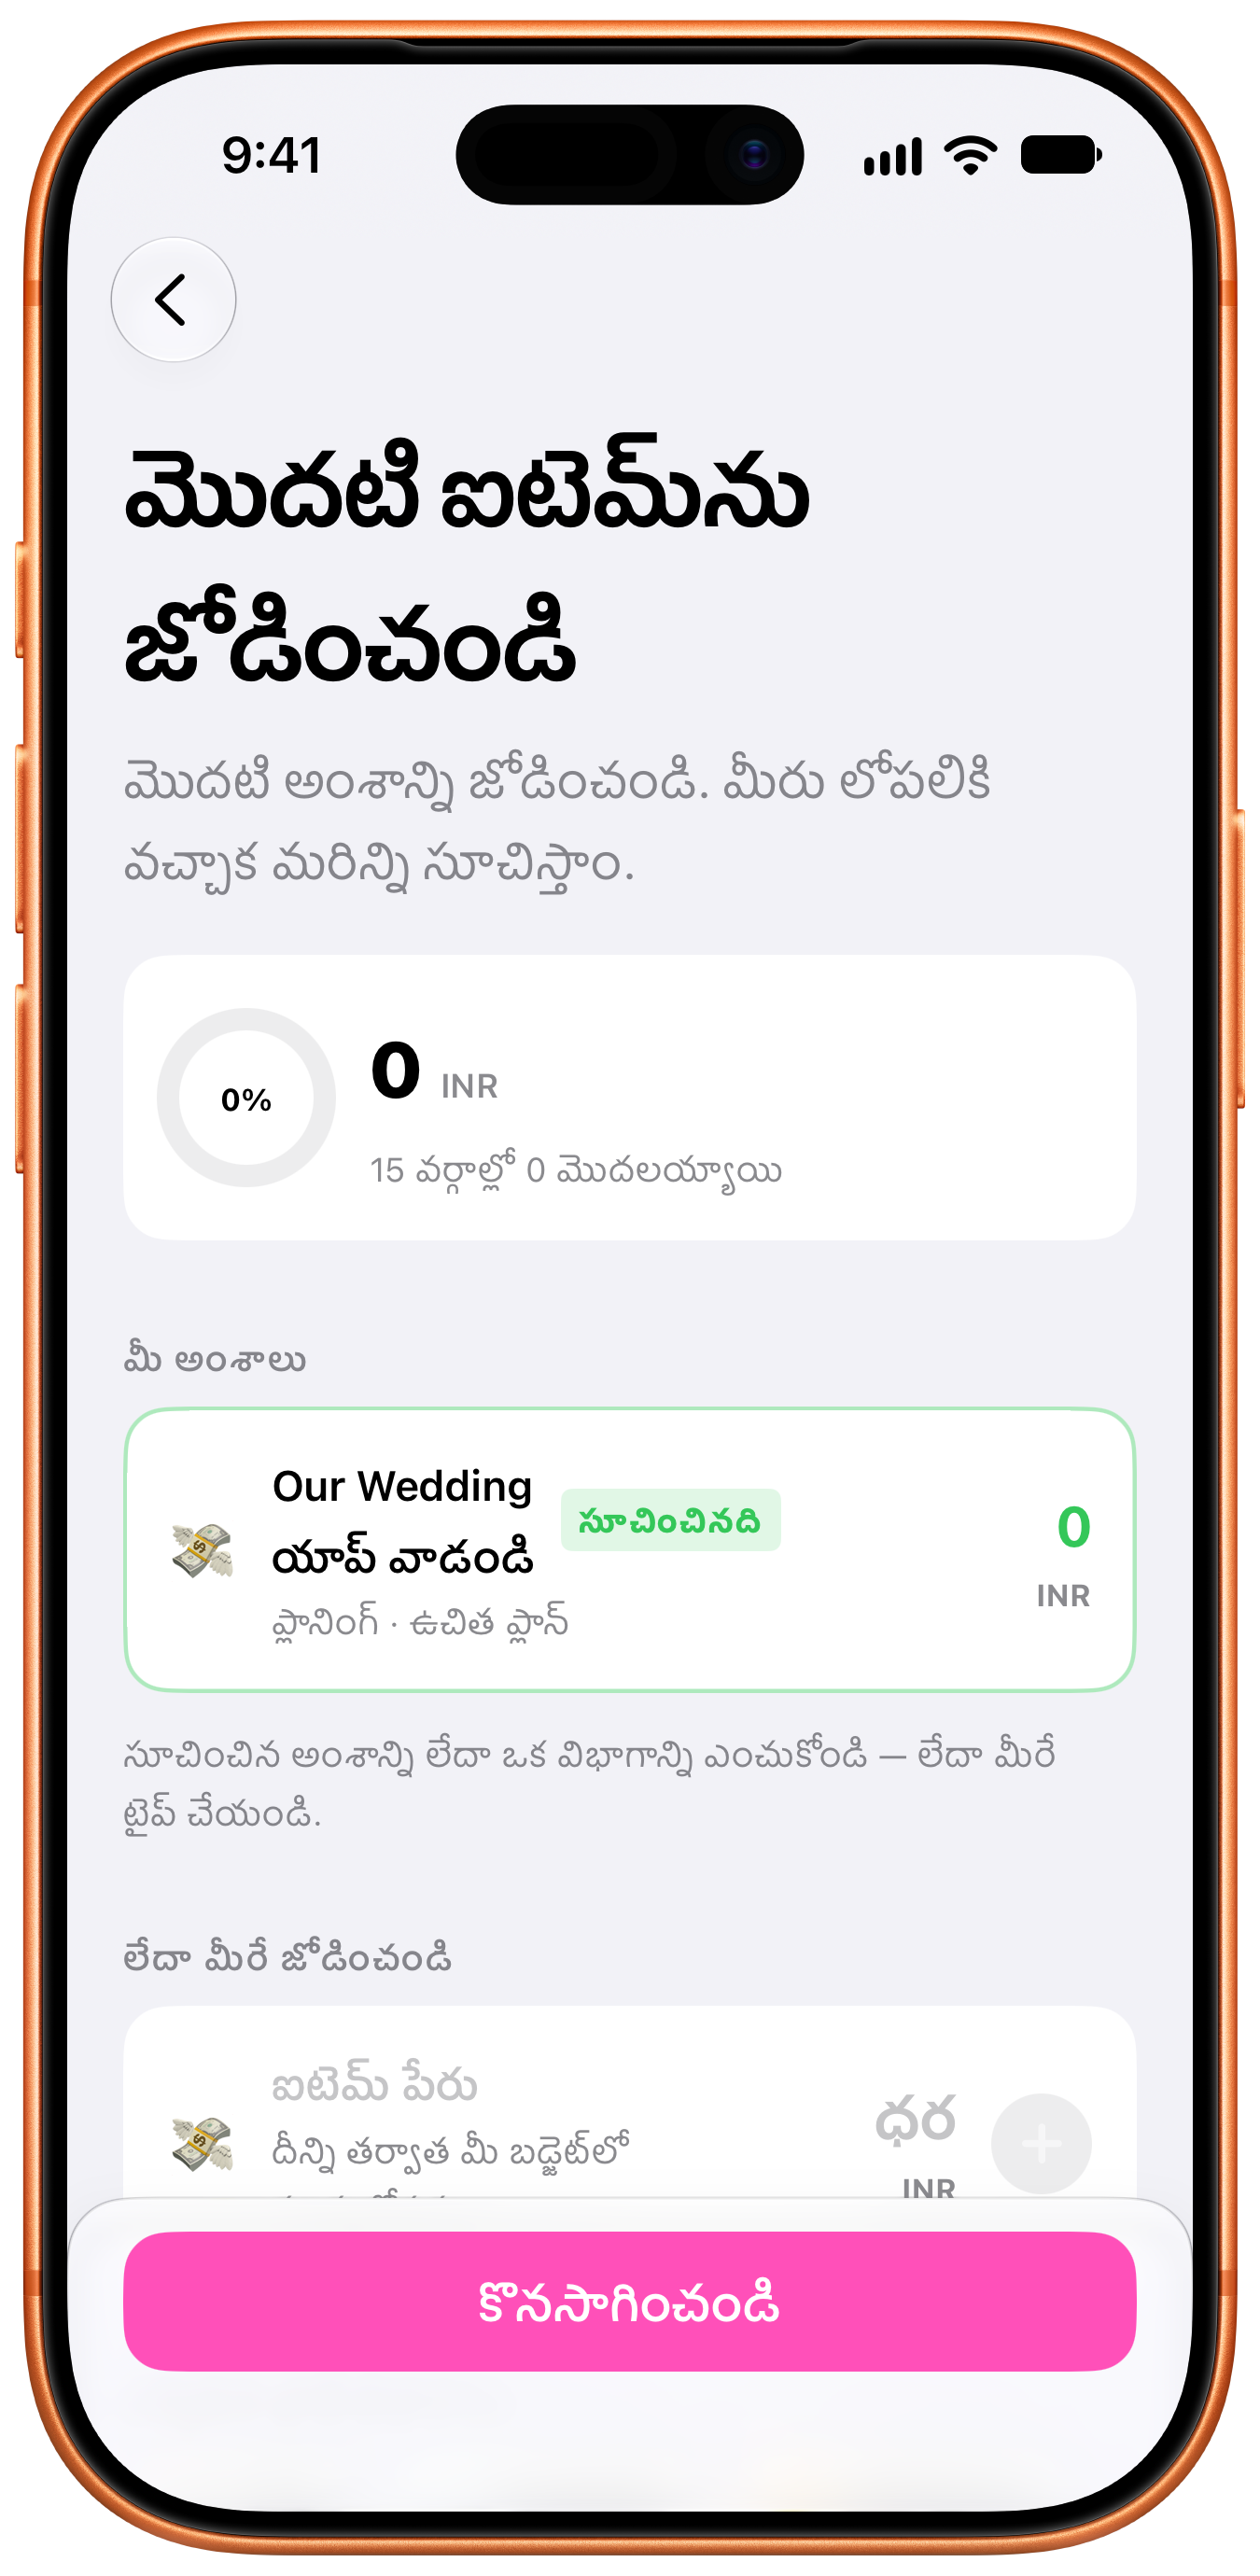 9:41
మొదటి ఐటెమ్‌ను
జోడించండి
మొదటి అంశాన్ని జోడించండి. మీరు లోపలికి
వచ్చాక మరిన్ని సూచిస్తాం.
0%
0 INR
15 వర్గాల్లో 0 మొదలయ్యాయి
మీ అంశాలు
Our Wedding
యాప్ వాడండి
సూచించినది
ప్లానింగ్ · ఉచిత ప్లాన్
0
INR
సూచించిన అంశాన్ని లేదా ఒక విభాగాన్ని ఎంచుకోండి — లేదా మీరే
టైప్ చేయండి.
లేదా మీరే జోడించండి
ఐటెమ్ పేరు
దీన్ని తర్వాత మీ బడ్జెట్‌లో
ధర
INR
కొనసాగించండి